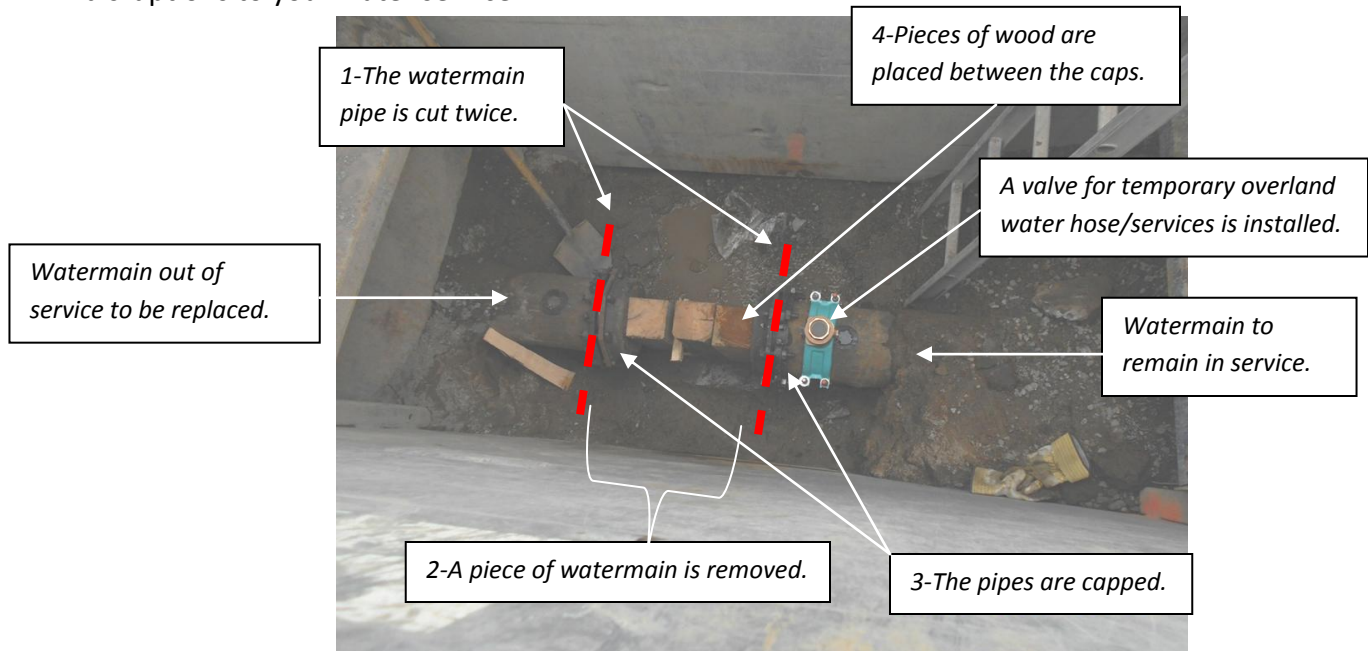 1-The watermain
pipe is cut twice.
4-Pieces of wood are
placed between the caps.
A valve for temporary overland
water hose/services is installed.
Watermain out of
service to be replaced.
Watermain to
remain in service.
2-A piece of watermain is removed.
3-The pipes are capped.